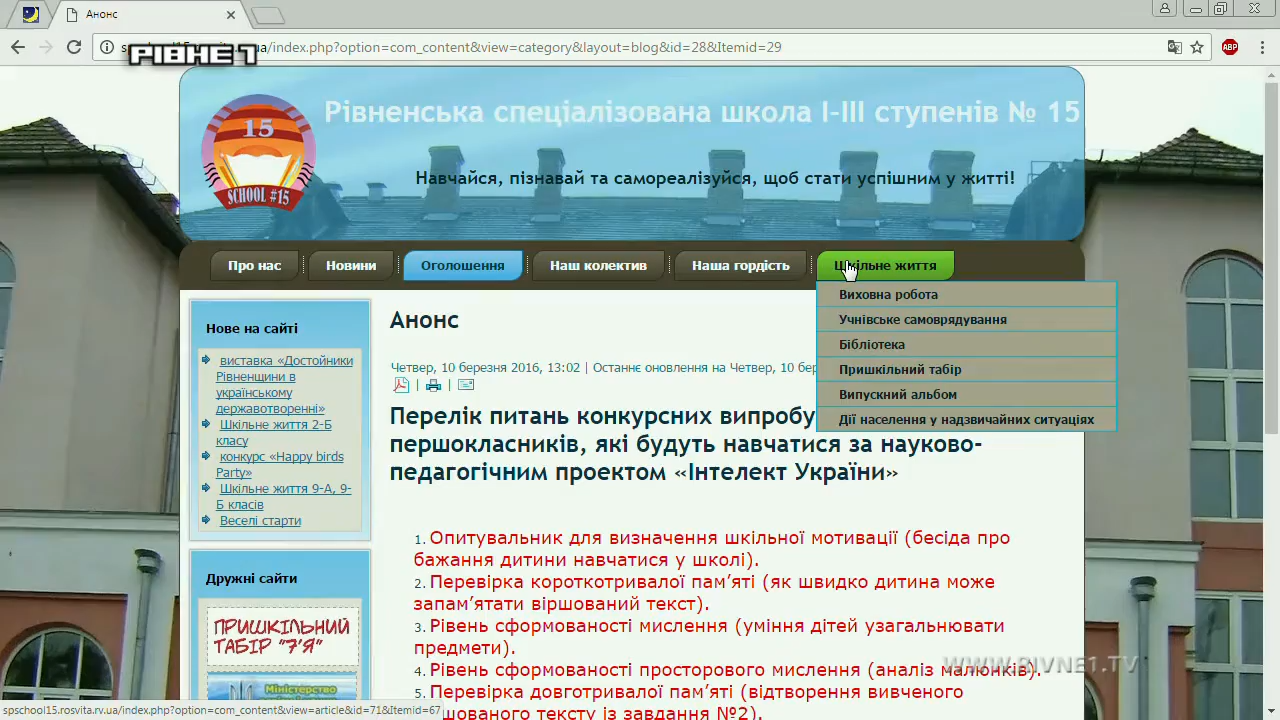 Анонс
/index.php?option=com_content&view=category&layout=blog&id=28&Itemid=29
РІВНЕ 1
ABP
Рівненська спеціалізована школа І-ІІІ ступенів № 15
15
SCHOOL #15
Навчайся, пізнавай та самореалізуйся, щоб стати успішним у житті!
Про нас
Новини
Оголошення
Наш колектив
Наша гордість
Шкільне життя
Виховна робота
Учнівське самоврядування
Бібліотека
Пришкільний табір
Випускний альбом
Дії населення у надзвичайних ситуаціях
Нове на сайті
виставка «Достойники
Рівненщини в
українському
державотворенні»
Шкільне життя 2-Б
класу
конкурс «Happy birds
Party»
Шкільне життя 9-А, 9-
Б класів
Веселі старти
Дружні сайти
ПРИШКІЛЬНИЙ
ТАБІР "7'Я"
Міністерство
Анонс
Четвер, 10 березня 2016, 13:02 | Останнє оновлення на Четвер, 10
Перелік питань конкурсних
першокласників, які будуть навчатися за науково-
педагогічним проектом «Інтелект України»
1. Опитувальник для визначення шкільної мотивації (бесіда про
бажання дитини навчатися у школі).
2. Перевірка короткотривалої пам’яті (як швидко дитина може
запам’ятати віршований текст).
3. Рівень сформованості мислення (уміння дітей узагальнювати
предмети).
4. Рівень сформованості просторового мислення (аналіз малюнків).
5. Перевірка довготривалої пам’яті (відтворення вивченого
тексту із завдання №2).
WWW.RIVNE1.TV
spschool15.rosvita.rv.ua/index.php?option=com_content&view=article&id=71&Itemid=67